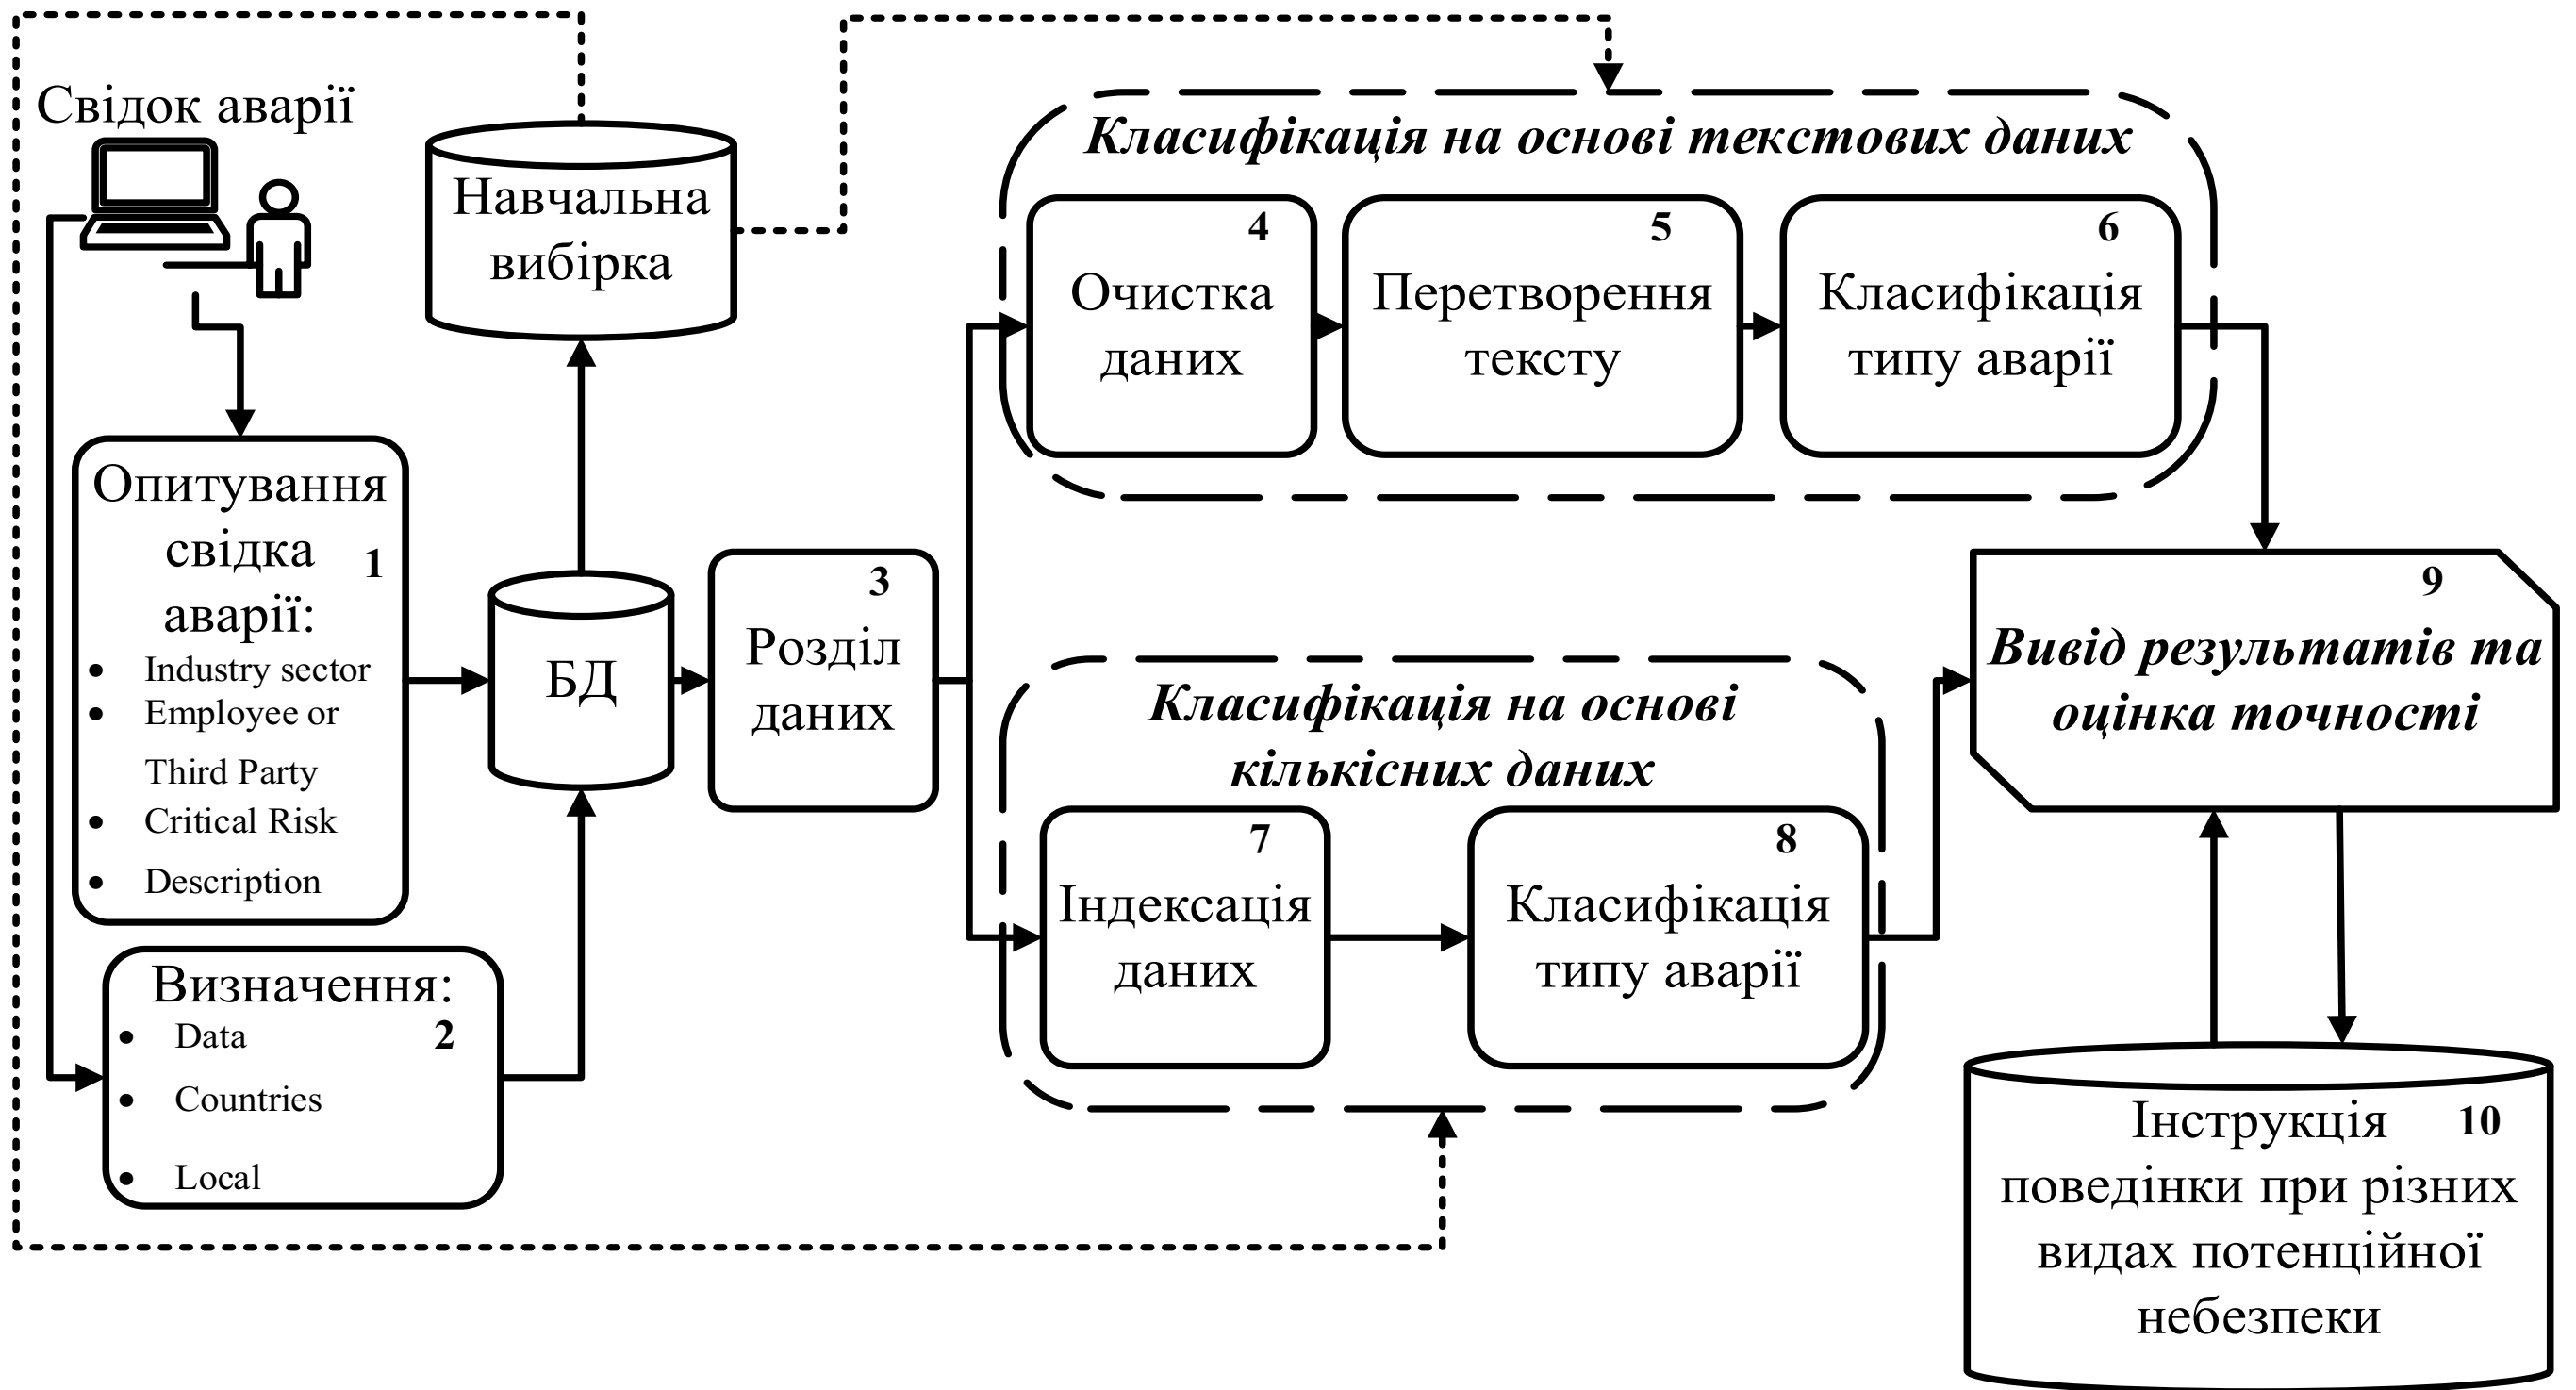 Свідок аварії
Навчальна
вибірка
Опитування
свідка
1
аварії:
• Industry sector
• Employee or
Third Party
• Critical Risk
• Description
Визначення:
2
• Data
• Countries
• Local
БД
3
Розділ
даних
Класифікація на основі текстових даних
4
Очистка
даних
5
Перетворення
тексту
6
Класифікація
типу аварії
Класифікація на основі
кількісних даних
7
Індексація
даних
8
Класифікація
типу аварії
9
Вивід результатів та
оцінка точності
Інструкція 10
поведінки при різних
видах потенційної
небезпеки